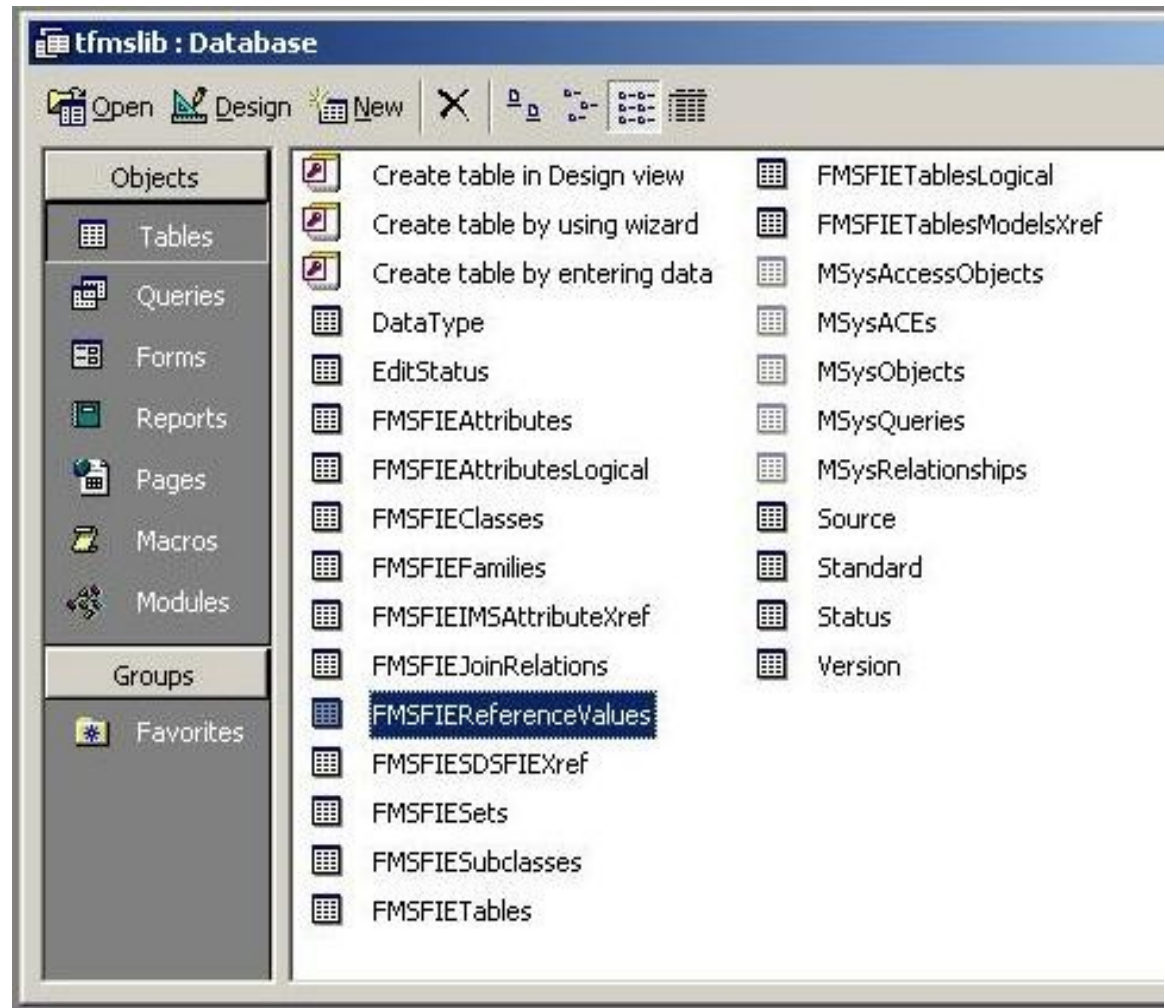 tfmslib : Database
Open Design New
Objects
Tables
Queries
Forms
Reports
Pages
Macros
Modules
Groups
Favorites
Create table in Design view
Create table by using wizard
Create table by entering data
DataType
EditStatus
FMSFIEAttributes
FMSFIEAttributesLogical
FMSFIEClasses
FMSFIEFamilies
FMSFIEIMSAttributeXref
FMSFIEJoinRelations
FMSFIEReferenceValues
FMSFIESDSFIEXref
FMSFIESets
FMSFIESubclasses
FMSFIETables
FMSFIETablesLogical
FMSFIETablesModelsXref
MSysAccessObjects
MSysACEs
MSysObjects
MSysQueries
MSysRelationships
Source
Standard
Status
Version